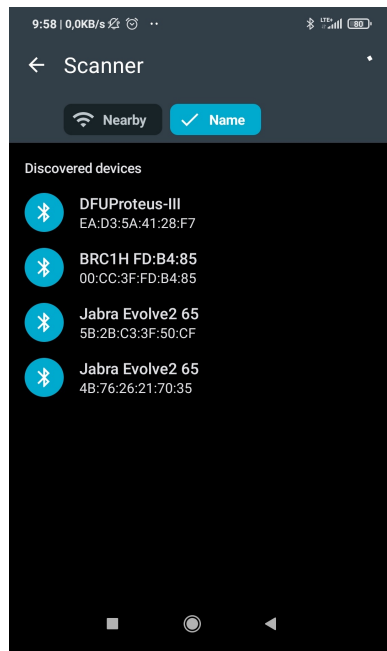 9:58 | 0,0KB/s
LTE+
80
Scanner
Nearby
Name
Discovered devices
DFUProteus-III
EA:D3:5A:41:28:F7
BRC1H FD:B4:85
00:CC:3F:FD:B4:85
Jabra Evolve2 65
5B:2B:C3:3F:50:CF
Jabra Evolve2 65
4B:76:26:21:70:35